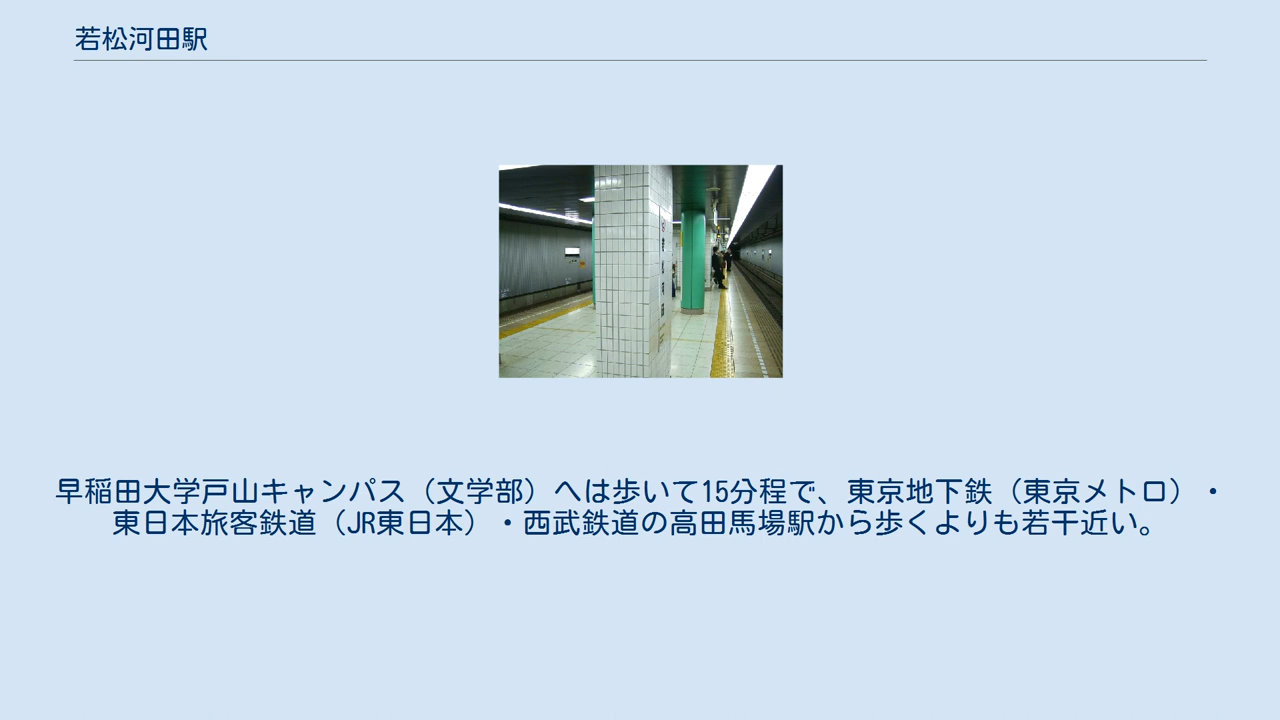 若松河田駅
早稲田大学戸山キャンパス（文学部）へは歩いて15分程で、東京地下鉄（東京メトロ）・
東日本旅客鉄道（JR東日本）・西武鉄道の高田馬場駅から歩くよりも若干近い。